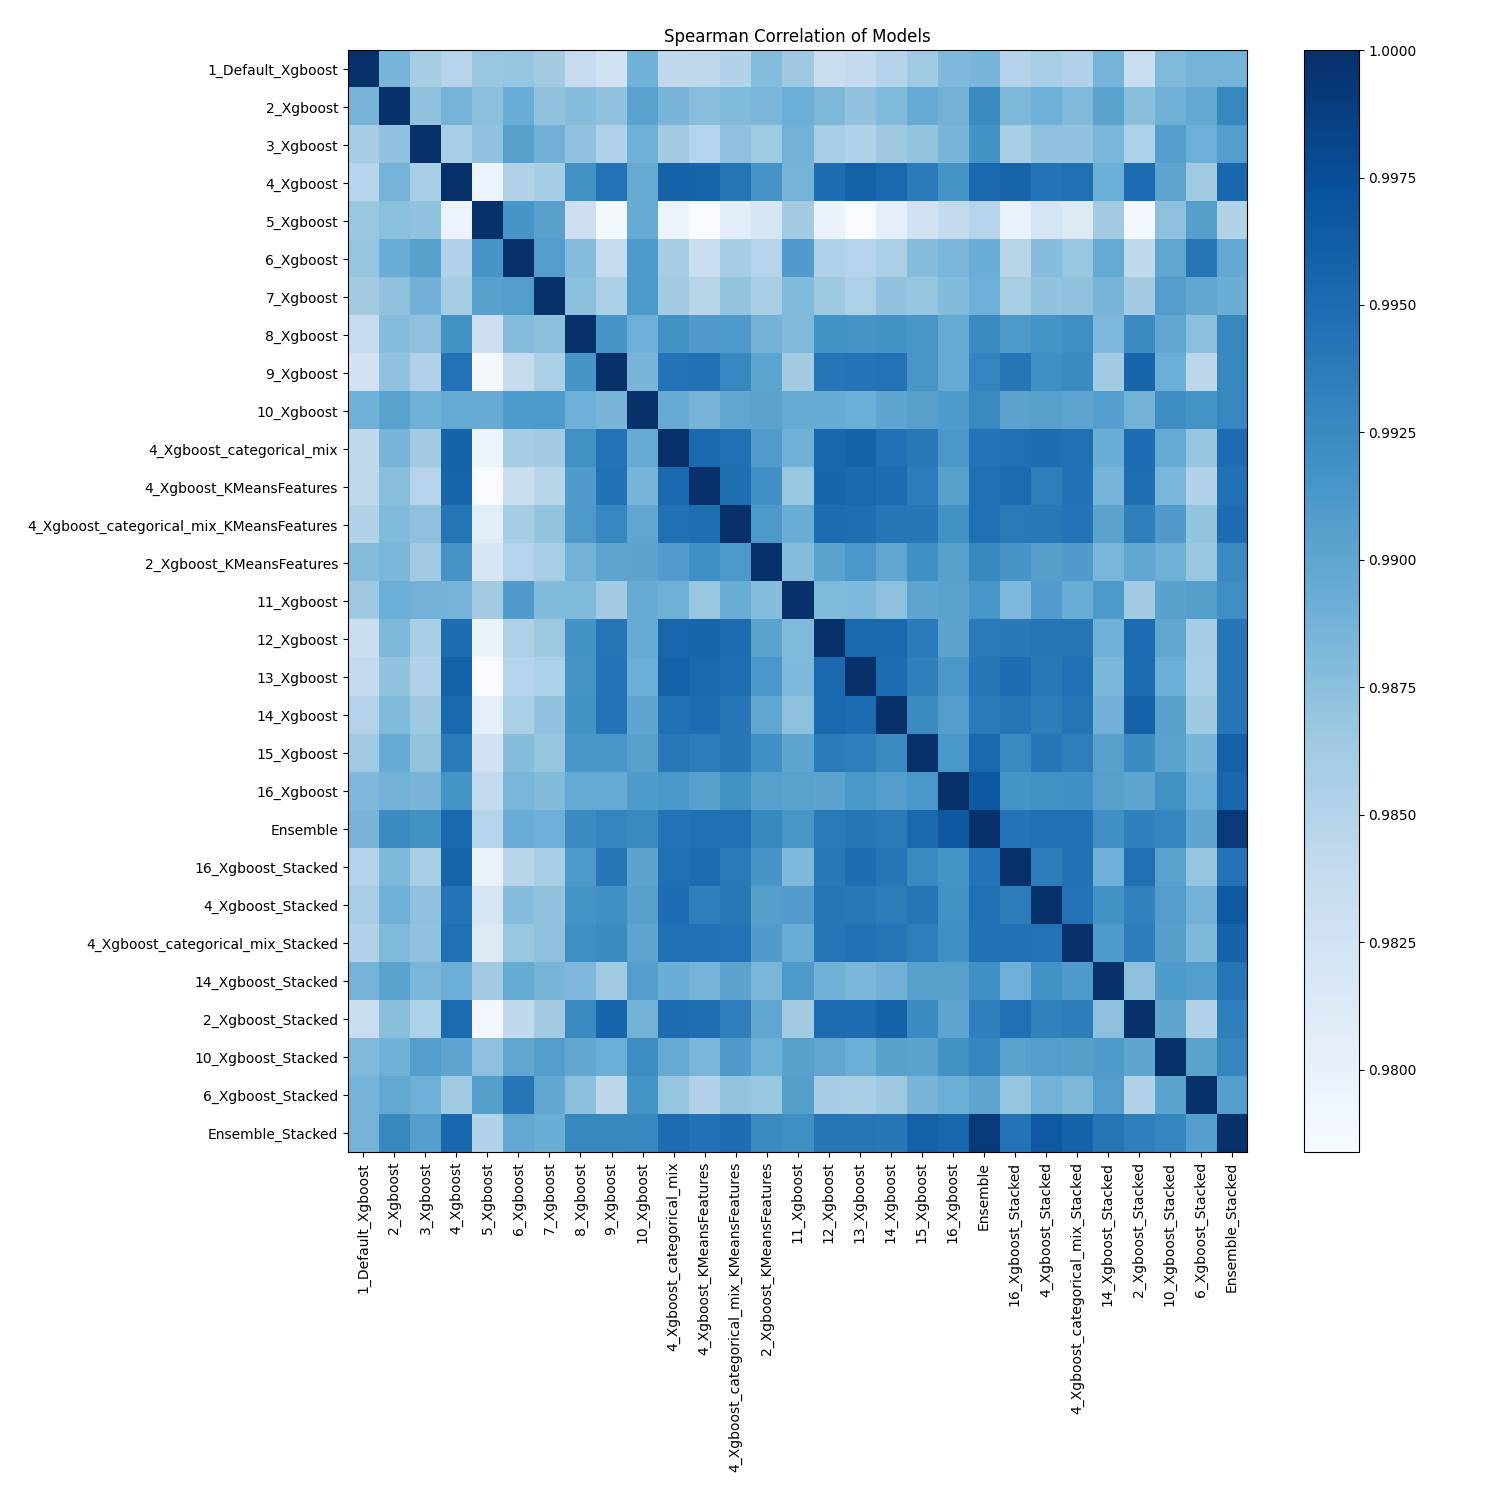 Spearman Correlation of Models
1_Default_Xgboost
2_Xgboost
3_Xgboost
4_Xgboost
5_Xgboost
6_Xgboost
7_Xgboost
8_Xgboost
9_Xgboost
10_Xgboost
4_Xgboost_categorical_mix
4_Xgboost_KMeansFeatures
4_Xgboost_categorical_mix_KMeansFeatures
2_Xgboost_KMeansFeatures
11_Xgboost
12_Xgboost
13_Xgboost
14_Xgboost
15_Xgboost
16_Xgboost
Ensemble
16_Xgboost_Stacked
4_Xgboost_Stacked
4_Xgboost_categorical_mix_Stacked
14_Xgboost_Stacked
2_Xgboost_Stacked
10_Xgboost_Stacked
6_Xgboost_Stacked
Ensemble_Stacked
1_Default_Xgboost
2_Xgboost
3_Xgboost
4_Xgboost
5_Xgboost
6_Xgboost
7_Xgboost
8_Xgboost
9_Xgboost
10_Xgboost
4_Xgboost_categorical_mix
4_Xgboost_KMeansFeatures
4_Xgboost_categorical_mix_KMeansFeatures
2_Xgboost_KMeansFeatures
11_Xgboost
12_Xgboost
13_Xgboost
14_Xgboost
15_Xgboost
16_Xgboost
Ensemble
16_Xgboost_Stacked
4_Xgboost_Stacked
4_Xgboost_categorical_mix_Stacked
14_Xgboost_Stacked
2_Xgboost_Stacked
10_Xgboost_Stacked
6_Xgboost_Stacked
Ensemble_Stacked
1.0000
0.9975
0.9950
0.9925
0.9900
0.9875
0.9850
0.9825
0.9800